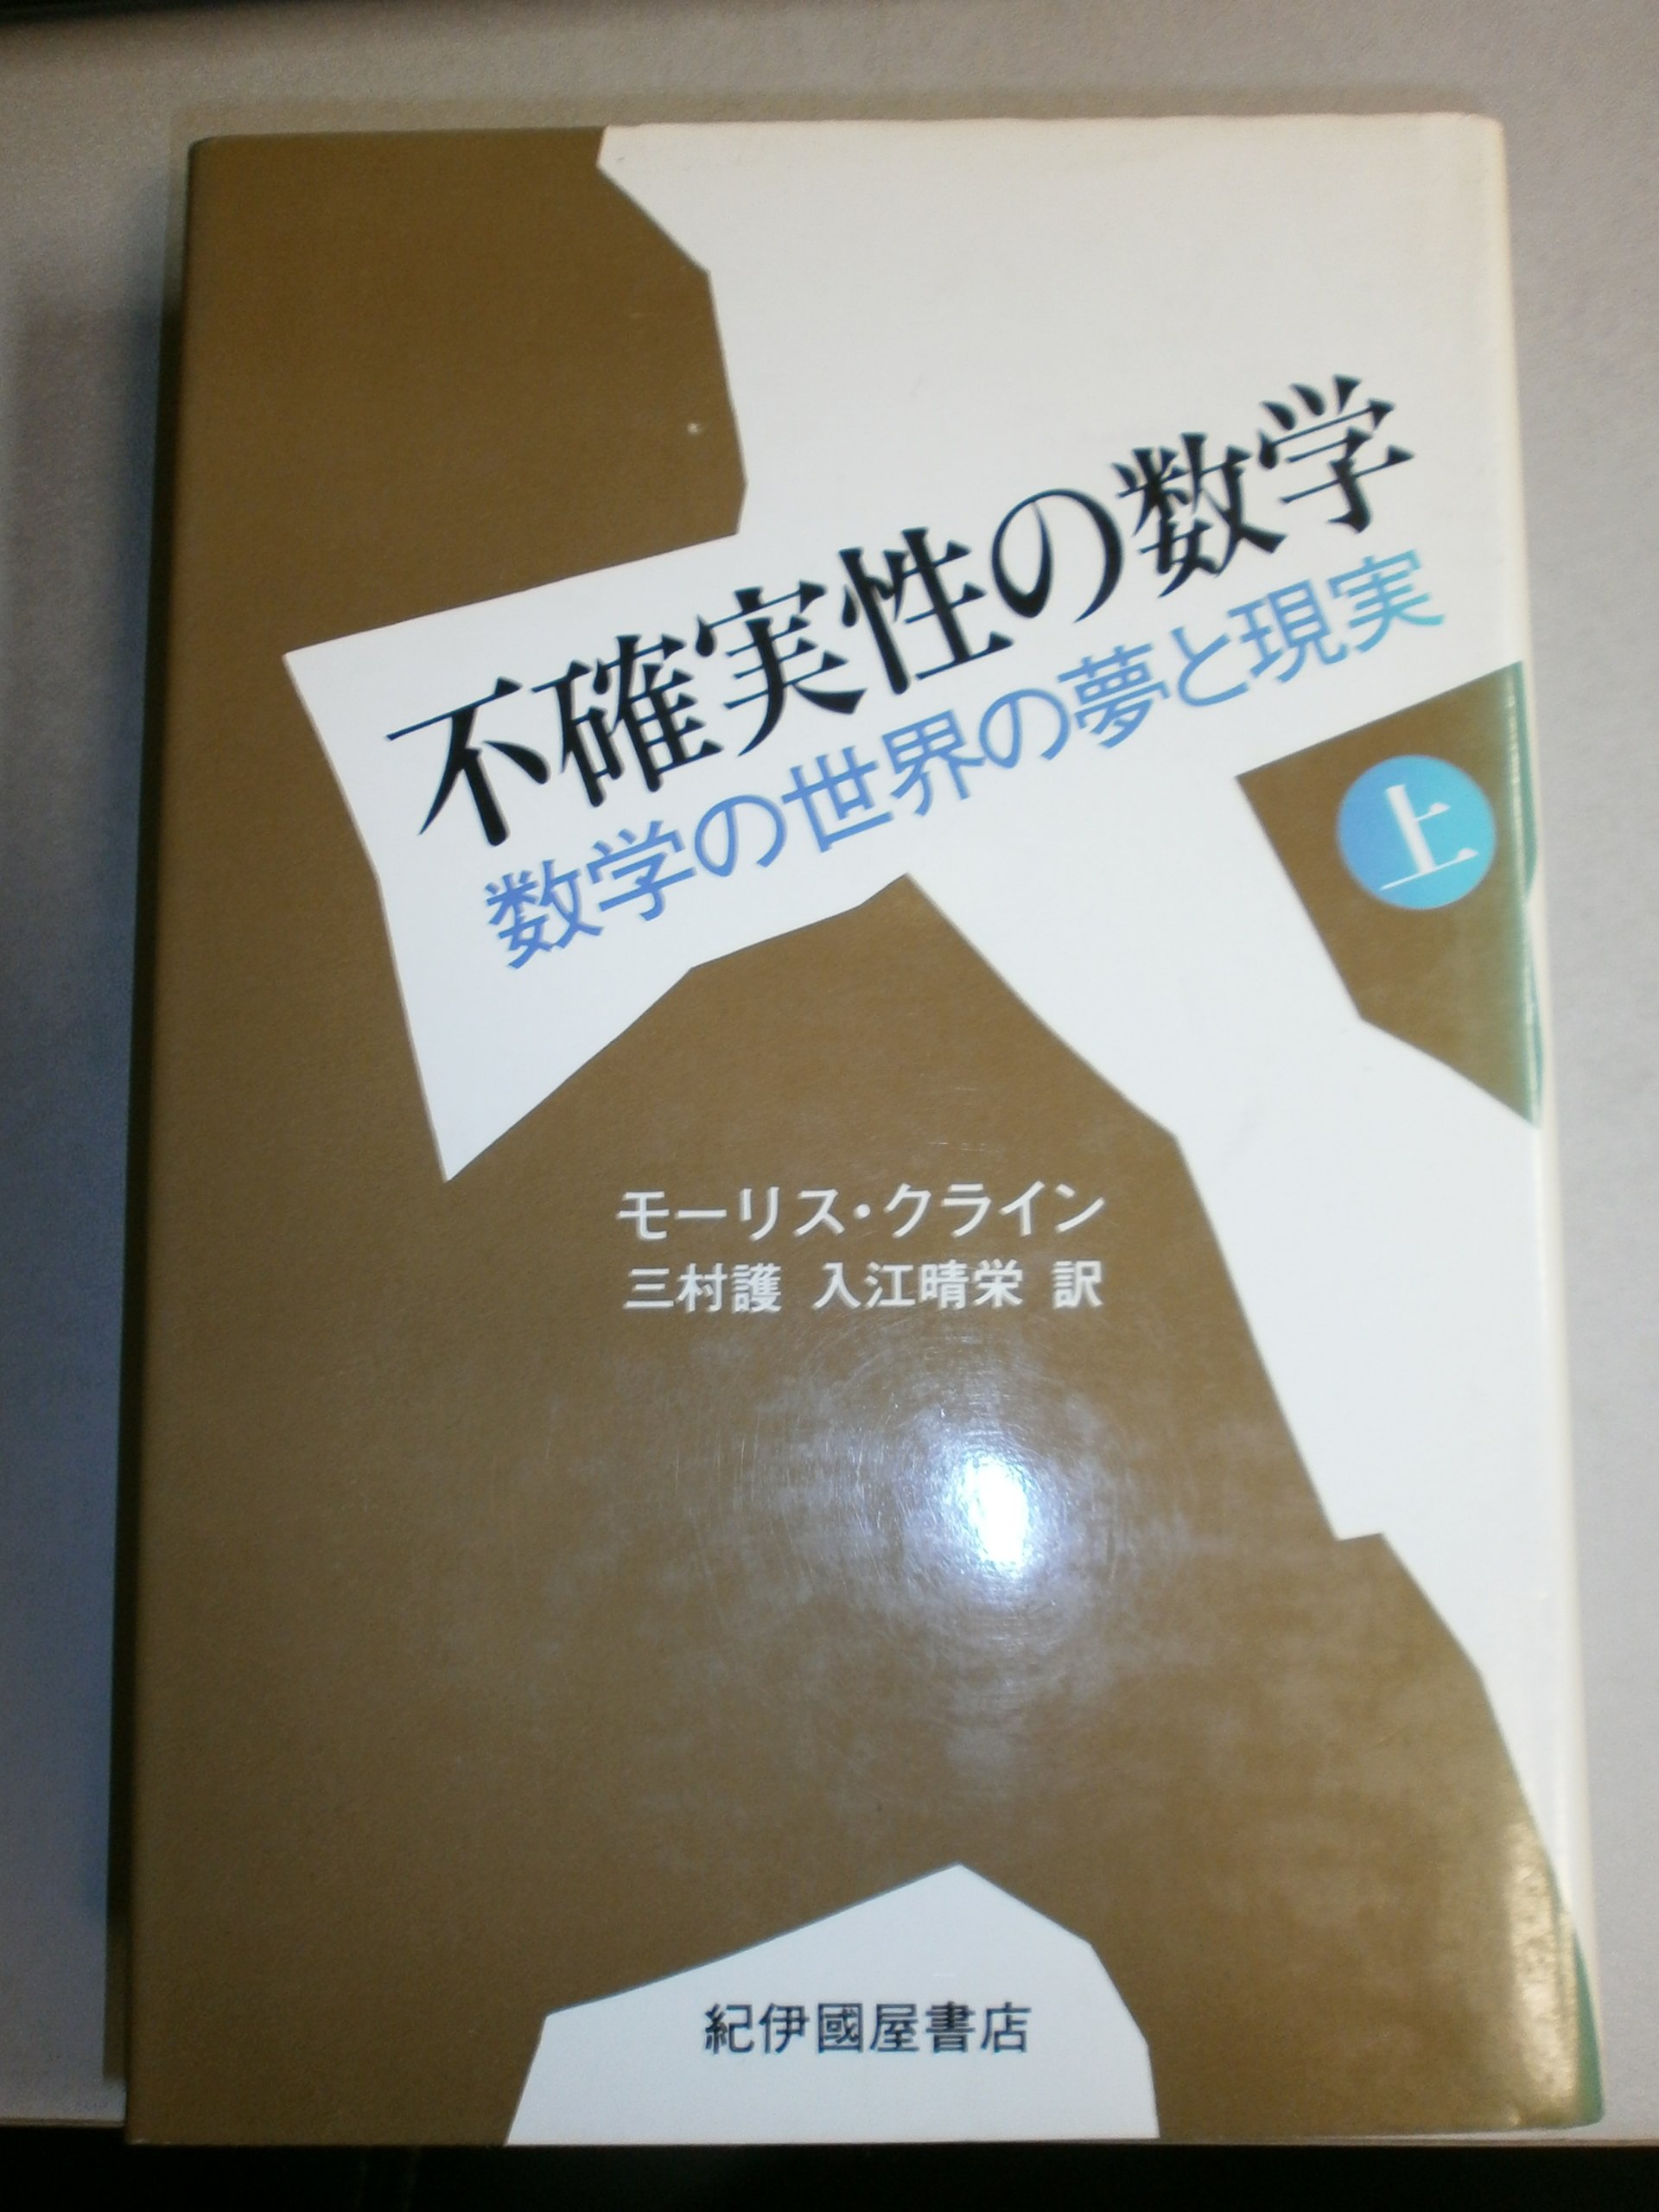 不確実性の数学
数学の世界の夢と現実
上
モーリス・クライン
三村護 入江晴栄 訳
紀伊國屋書店